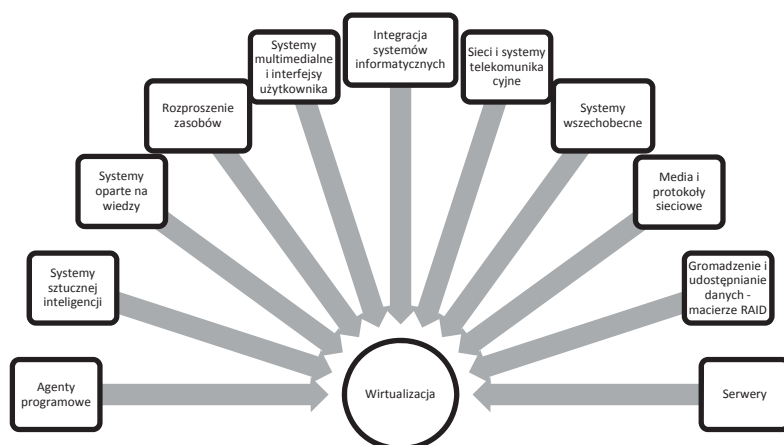 Integracja
systemów
informatycznych
Systemy
multimedialne
i interfejsy
użytkownika
Sieci i systemy
telekomunika
cyjne
Rozproszenie
zasobów
Systemy
wszechobecne
Systemy
oparte na
wiedzy
Media i
protokoły
sieciowe
Systemy
sztucznej
inteligencji
Gromadzenie i
udostępnianie
danych -
macierze RAID
Agenty
programowe
Wirtualizacja
Serwery